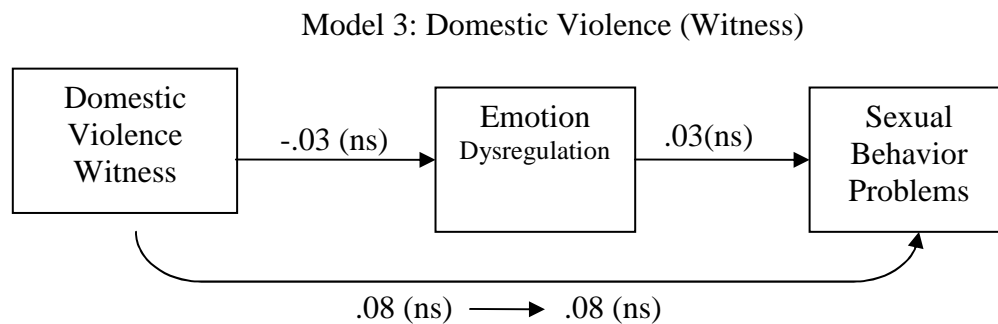 Model 3: Domestic Violence (Witness)
Domestic
Violence
Witness
-.03 (ns)
Emotion
Dysregulation
.03(ns)
Sexual
Behavior
Problems
.08 (ns) .08 (ns)